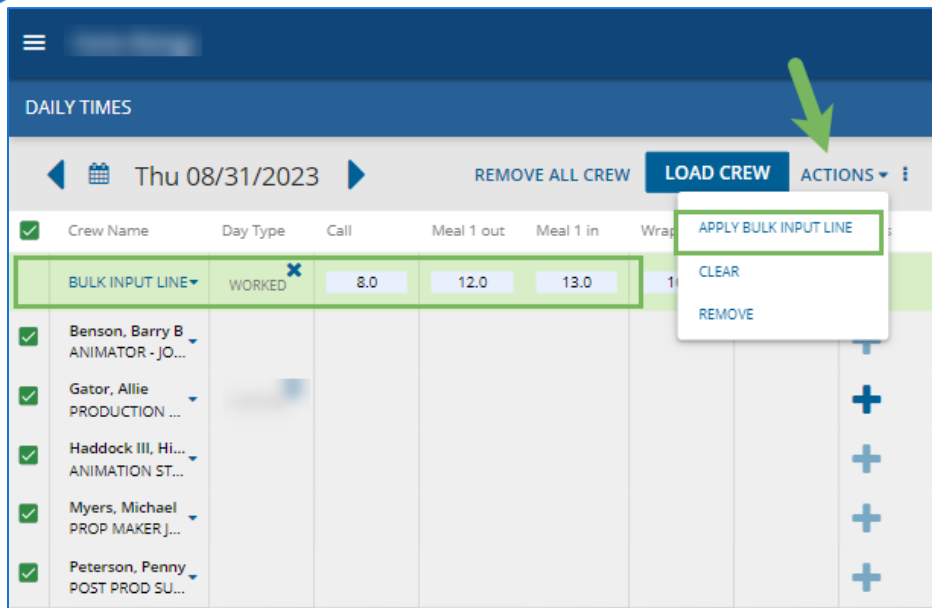 DAILY TIMES
Thu 08/31/2023 REMOVE ALL CREW LOAD CREW ACTIONS
Crew Name Day Type Call Meal 1 out Meal 1 in Wrap
APPLY BULK INPUT LINE
CLEAR
REMOVE
BULK INPUT LINE WORKED 8.0 12.0 13.0
Benson, Barry B
ANIMATOR - JO...
Gator, Allie
PRODUCTION ...
Haddock III, Hi...
ANIMATION ST...
Myers, Michael
PROP MAKER J...
Peterson, Penny
POST PROD SU...